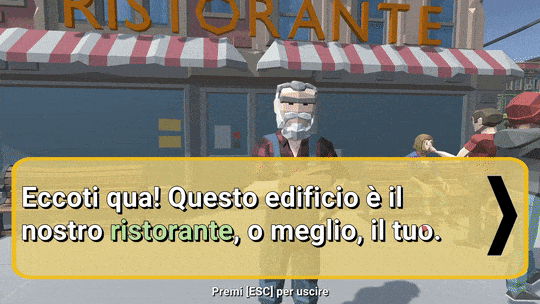 RISTORANTE
Eccoti qua! Questo edificio è il
nostro ristorante, o meglio, il tuo.
Premi [ESC] per uscire